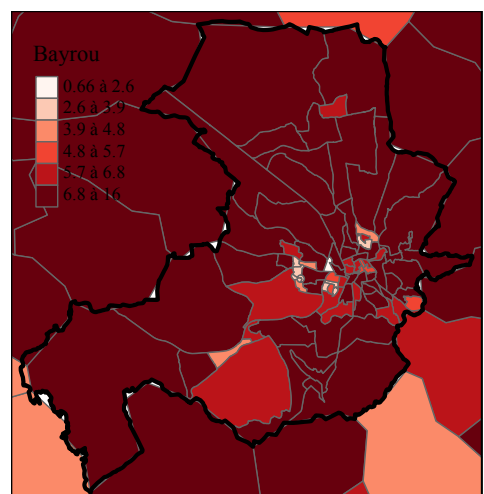 Bayrou
0.66 à 2.6
2.6 à 3.9
3.9 à 4.8
4.8 à 5.7
5.7 à 6.8
6.8 à 16